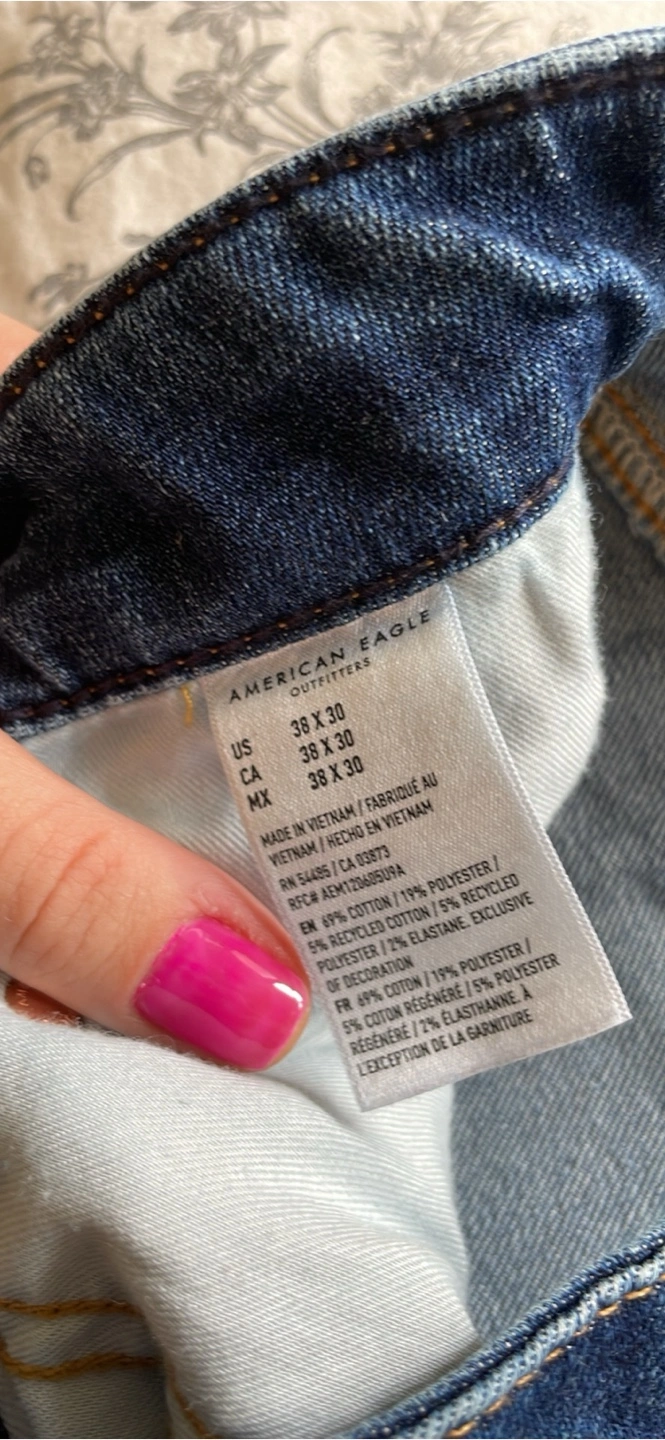 AMERICAN EAGLE
OUTFITTERS
US 38 X 30
CA 38 X 30
MX 38 X 30
MADE IN VIETNAM / FABRIQUÉ AU
VIETNAM / HECHO EN VIETNAM
RN 54485 / CA 03873
RFC# AEM120605U9A
EN 69% COTTON / 19% POLYESTER /
5% RECYCLED COTTON / 5% RECYCLED
POLYESTER / 2% ELASTANE. EXCLUSIVE
OF DECORATION
FR 69% COTON / 19% POLYESTER /
5% COTON RÉGÉNÉRÉ / 5% POLYESTER
RÉGÉNÉRÉ / 2% ÉLASTHANNE. À
L'EXCEPTION DE LA GARNITURE